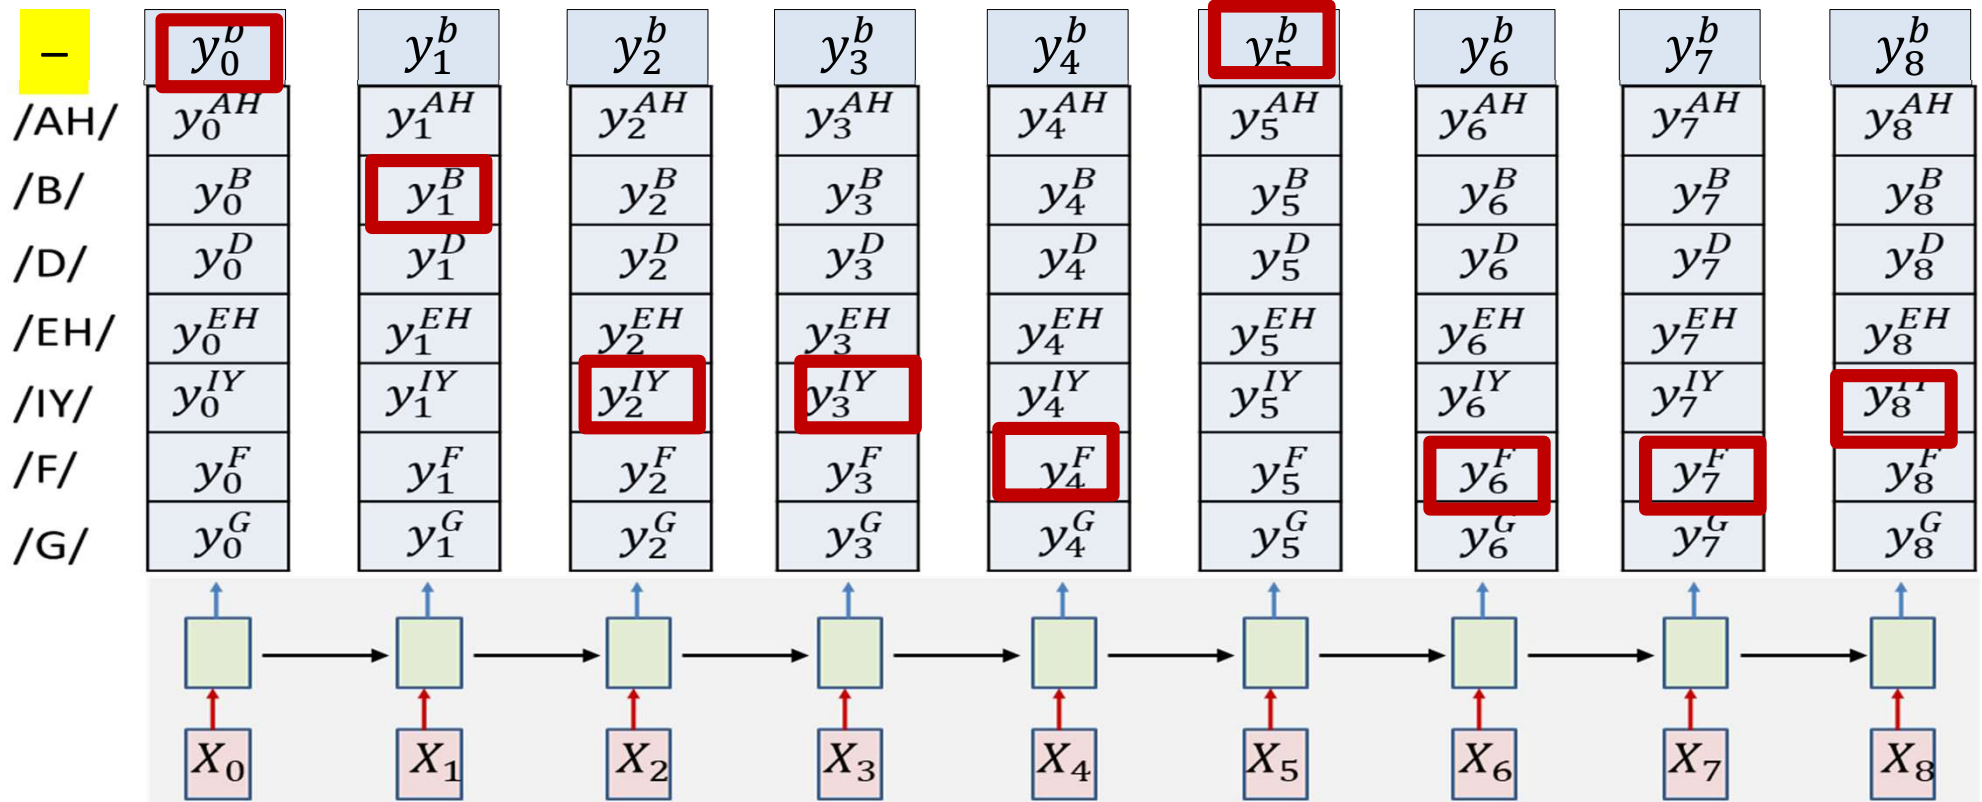 – y_0^b y_1^b y_2^b y_3^b y_4^b y_5^b y_6^b y_7^b y_8^b
/AH/ y_0^{AH} y_1^{AH} y_2^{AH} y_3^{AH} y_4^{AH} y_5^{AH} y_6^{AH} y_7^{AH} y_8^{AH}
/B/ y_0^B y_1^B y_2^B y_3^B y_4^B y_5^B y_6^B y_7^B y_8^B
/D/ y_0^D y_1^D y_2^D y_3^D y_4^D y_5^D y_6^D y_7^D y_8^D
/EH/ y_0^{EH} y_1^{EH} y_2^{EH} y_3^{EH} y_4^{EH} y_5^{EH} y_6^{EH} y_7^{EH} y_8^{EH}
/IY/ y_0^{IY} y_1^{IY} y_2^{IY} y_3^{IY} y_4^{IY} y_5^{IY} y_6^{IY} y_7^{IY} y_8^{IY}
/F/ y_0^F y_1^F y_2^F y_3^F y_4^F y_5^F y_6^F y_7^F y_8^F
/G/ y_0^G y_1^G y_2^G y_3^G y_4^G y_5^G y_6^G y_7^G y_8^G
X_0 X_1 X_2 X_3 X_4 X_5 X_6 X_7 X_8